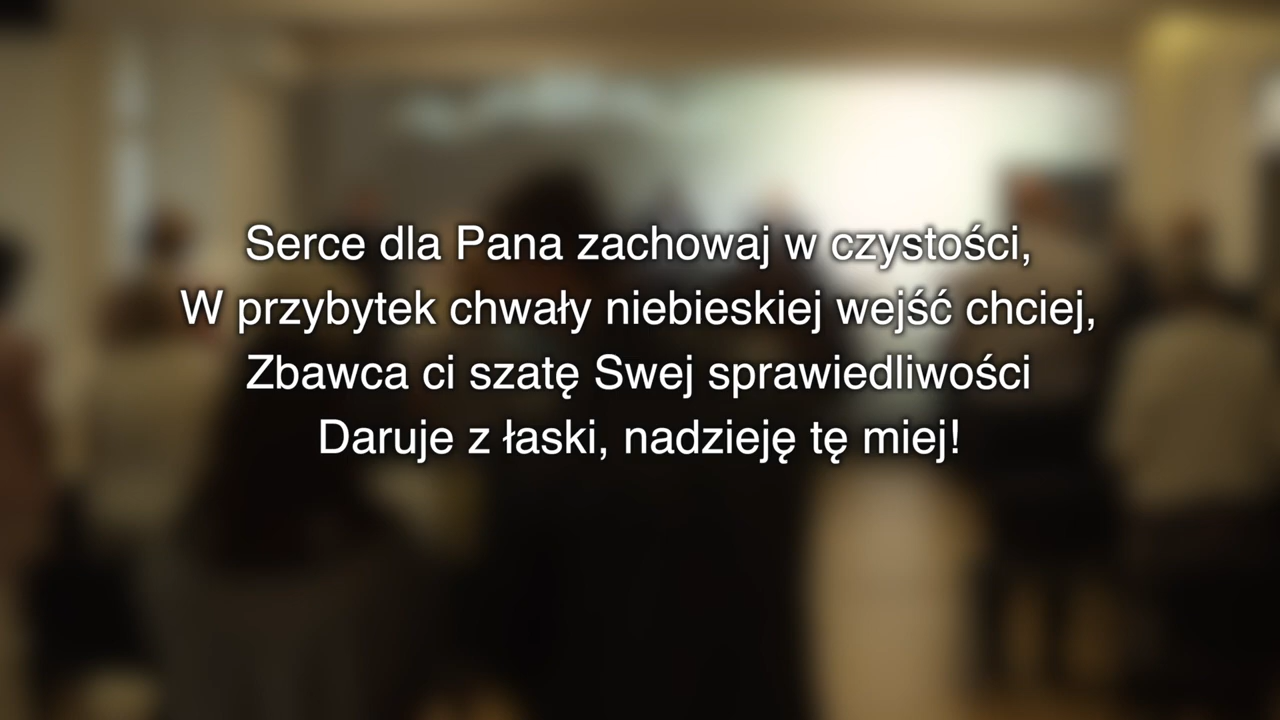 Serce dla Pana zachowaj w czystości,
W przybytek chwały niebieskiej wejść chciej,
Zbawca ci szatę Swej sprawiedliwości
Daruje z łaski, nadzieję tę miej!